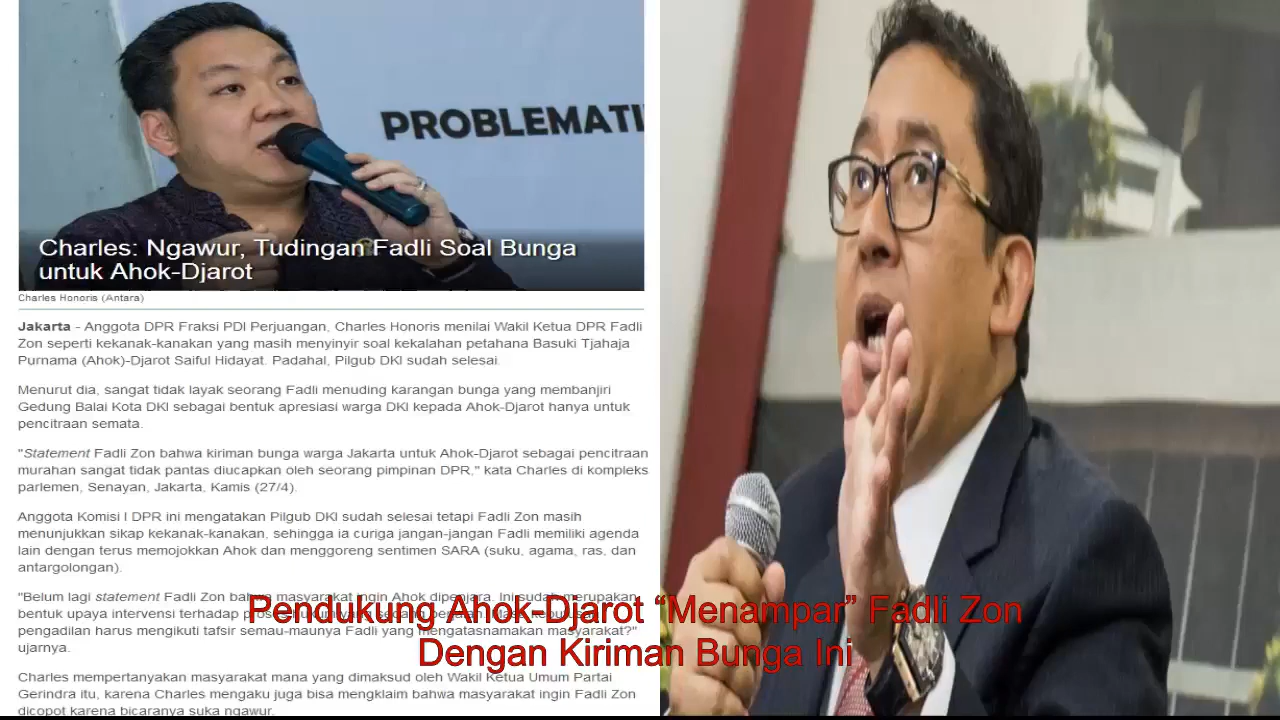 PROBLEMATI
Charles: Ngawur, Tudingan Fadli Soal Bunga
untuk Ahok-Djarot
Charles Honoris (Antara)
Jakarta - Anggota DPR Fraksi PDI Perjuangan, Charles Honoris menilai Wakil Ketua DPR Fadli
Zon seperti kekanak-kanakan yang masih menyinyir soal kekalahan petahana Basuki Tjahaja
Purnama (Ahok)-Djarot Saiful Hidayat. Padahal, Pilgub DKI sudah selesai.
Menurut dia, sangat tidak layak seorang Fadli menuding karangan bunga yang membanjiri
Gedung Balai Kota DKI sebagai bentuk apresiasi warga DKI kepada Ahok-Djarot hanya untuk
pencitraan semata.
"Statement Fadli Zon bahwa kiriman bunga warga Jakarta untuk Ahok-Djarot sebagai pencitraan
murahan sangat tidak pantas diucapkan oleh seorang pimpinan DPR," kata Charles di kompleks
parlemen, Senayan, Jakarta, Kamis (27/4).
Anggota Komisi I DPR ini mengatakan Pilgub DKI sudah selesai tetapi Fadli Zon masih
menunjukkan sikap kekanak-kanakan, sehingga ia curiga jangan-jangan Fadli memiliki agenda
lain dengan terus memojokkan Ahok dan menggoreng sentimen SARA (suku, agama, ras, dan
antargolongan).
"Belum lagi statement Fadli Zon bahwa masyarakat ingin Ahok dipenjara. Ini sudah merupakan
bentuk upaya intervensi terhadap
pengadilan harus mengikuti tafsir semau-maunya Fadli yang mengatasnamakan masyarakat?"
ujarnya.
Charles mempertanyakan masyarakat mana yang dimaksud oleh Wakil Ketua Umum Partai
Gerindra itu, karena Charles mengaku juga bisa mengklaim bahwa masyarakat ingin Fadli Zon
dicopot karena bicaranya suka ngawur.
Pendukung Ahok-Djarot “Menampar” Fadli Zon
Dengan Kiriman Bunga Ini